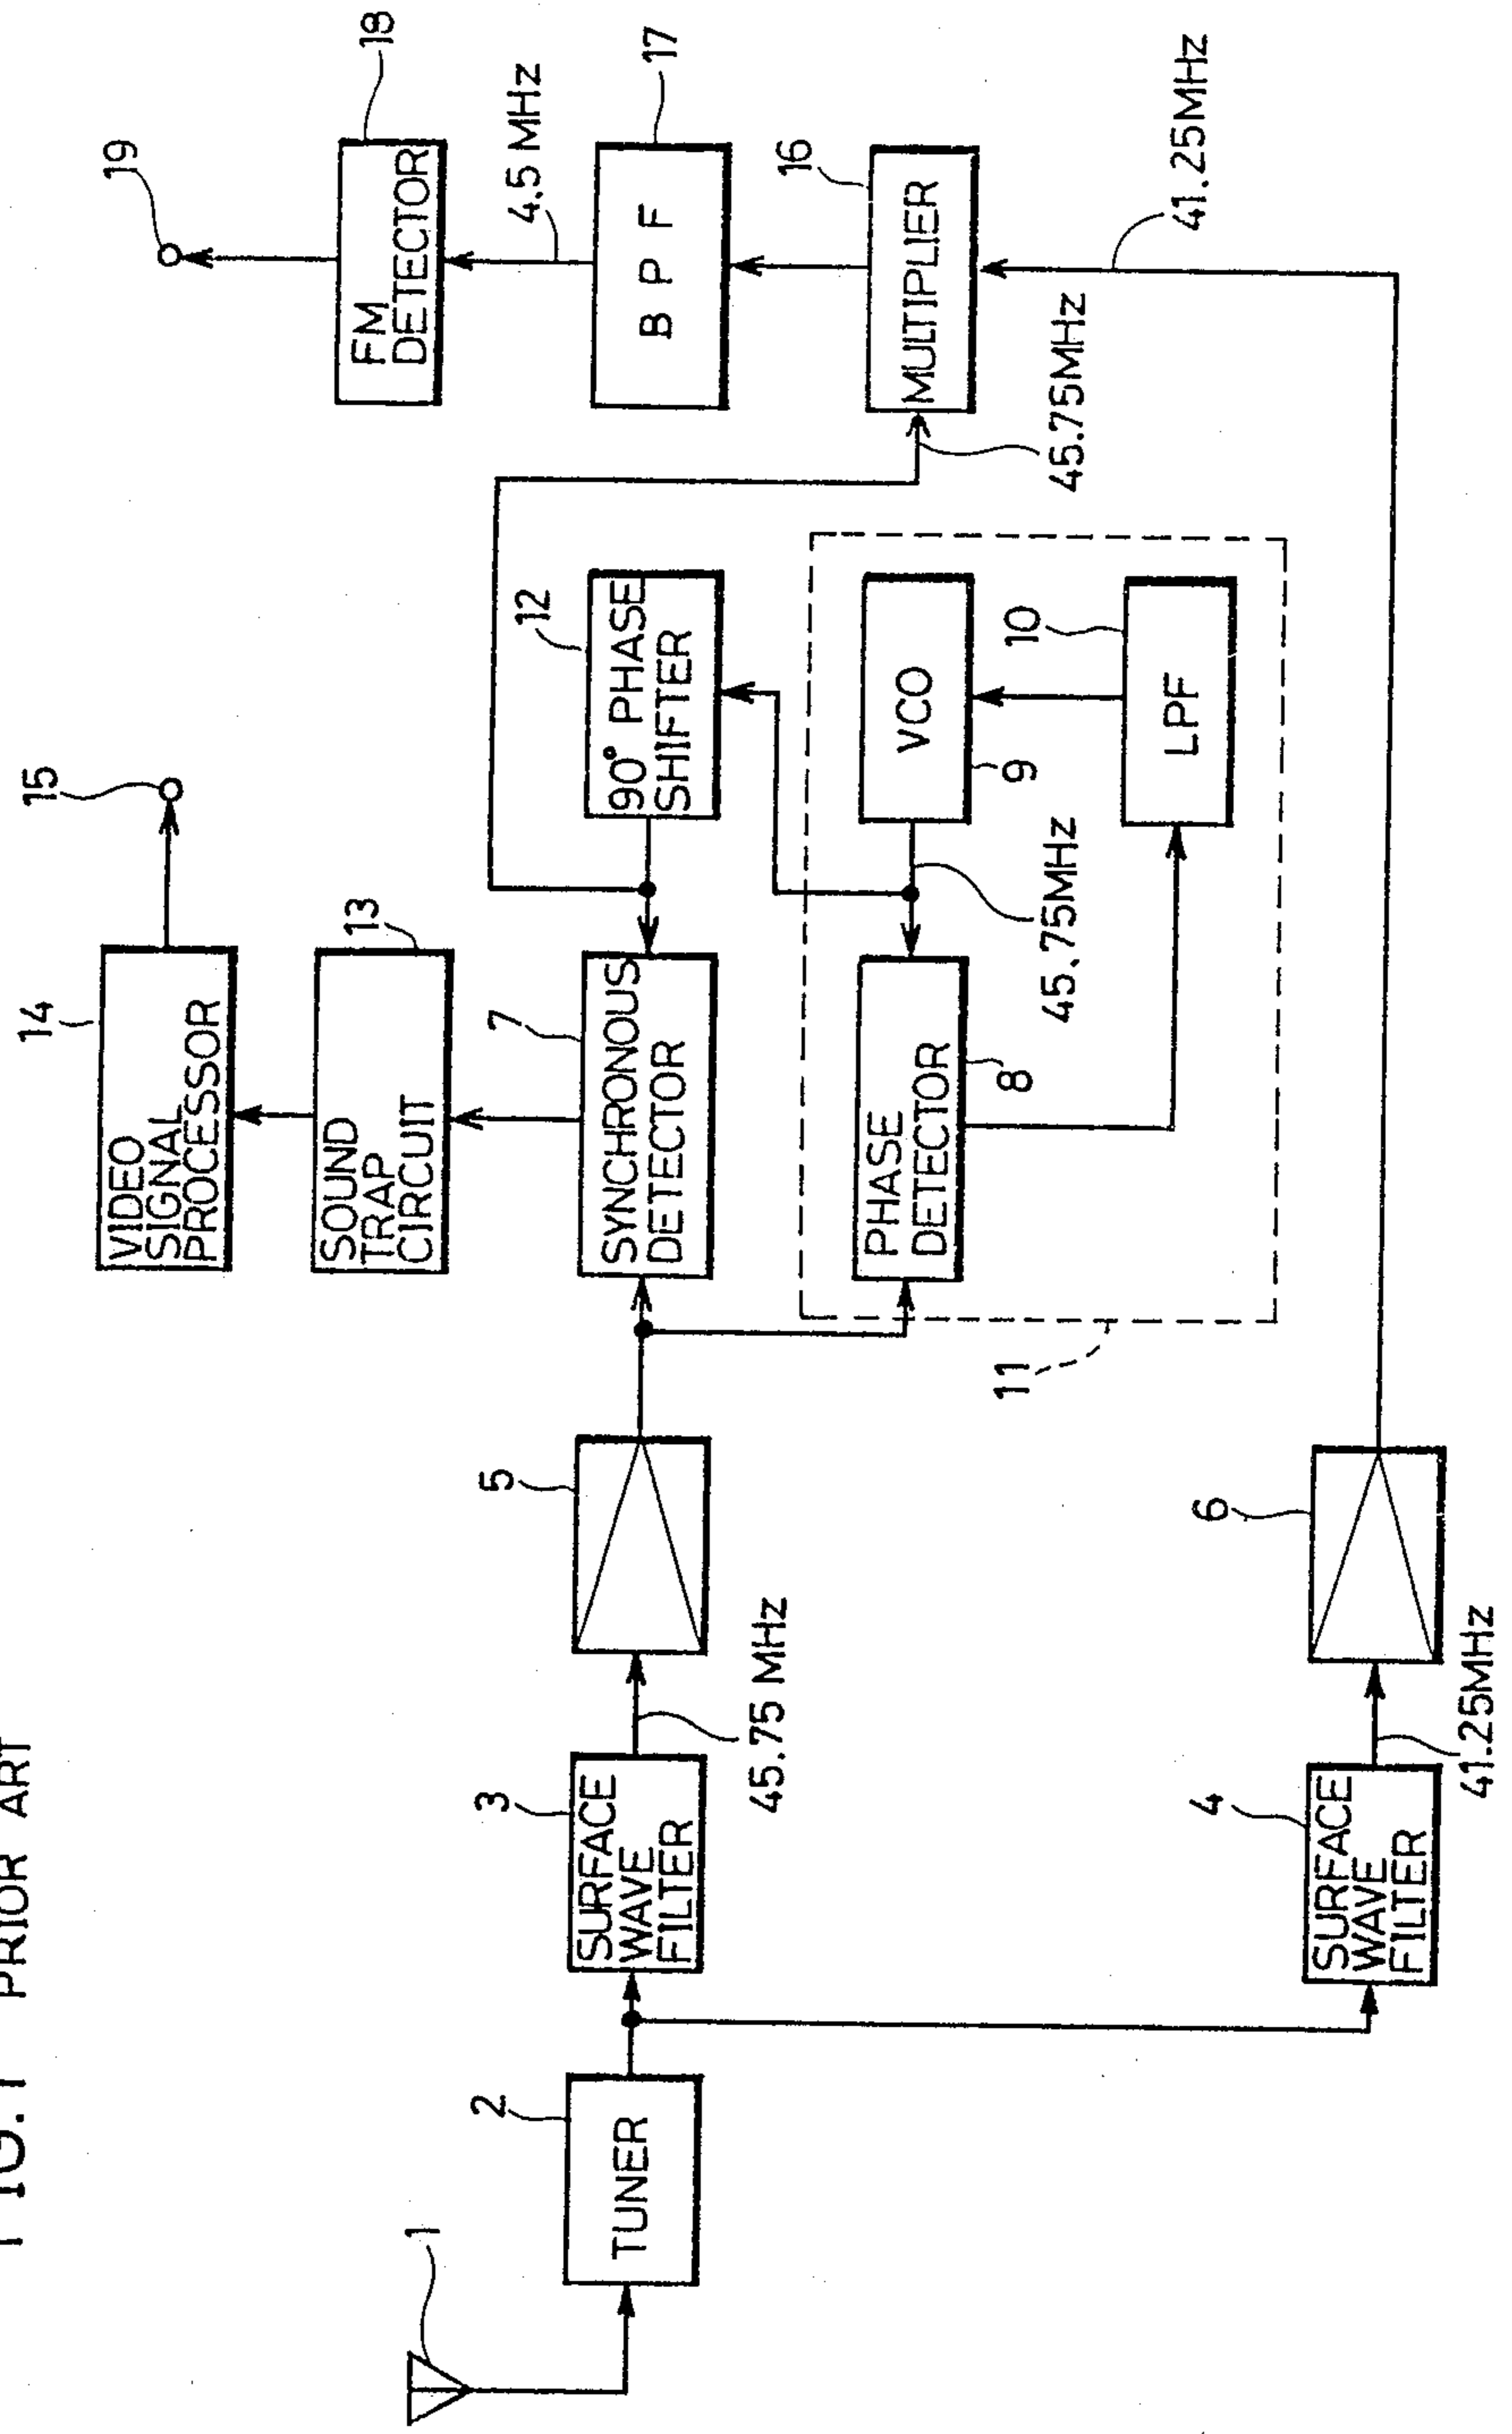 FIG. 1 PRIOR ART
1
2
TUNER
3
SURFACE
WAVE
FILTER
45.75 MHz
4
SURFACE
WAVE
FILTER
41.25MHz
5
6
14
VIDEO
SIGNAL
PROCESSOR
15
13
SOUND
TRAP
CIRCUIT
7
SYNCHRONOUS
DETECTOR
12
90° PHASE
SHIFTER
PHASE
DETECTOR
8
45.75MHz
VCO
9
10
LPF
11
19
18
FM
DETECTOR
4.5 MHz
17
B P F
16
MULTIPLIER
45.75MHz
41.25MHz